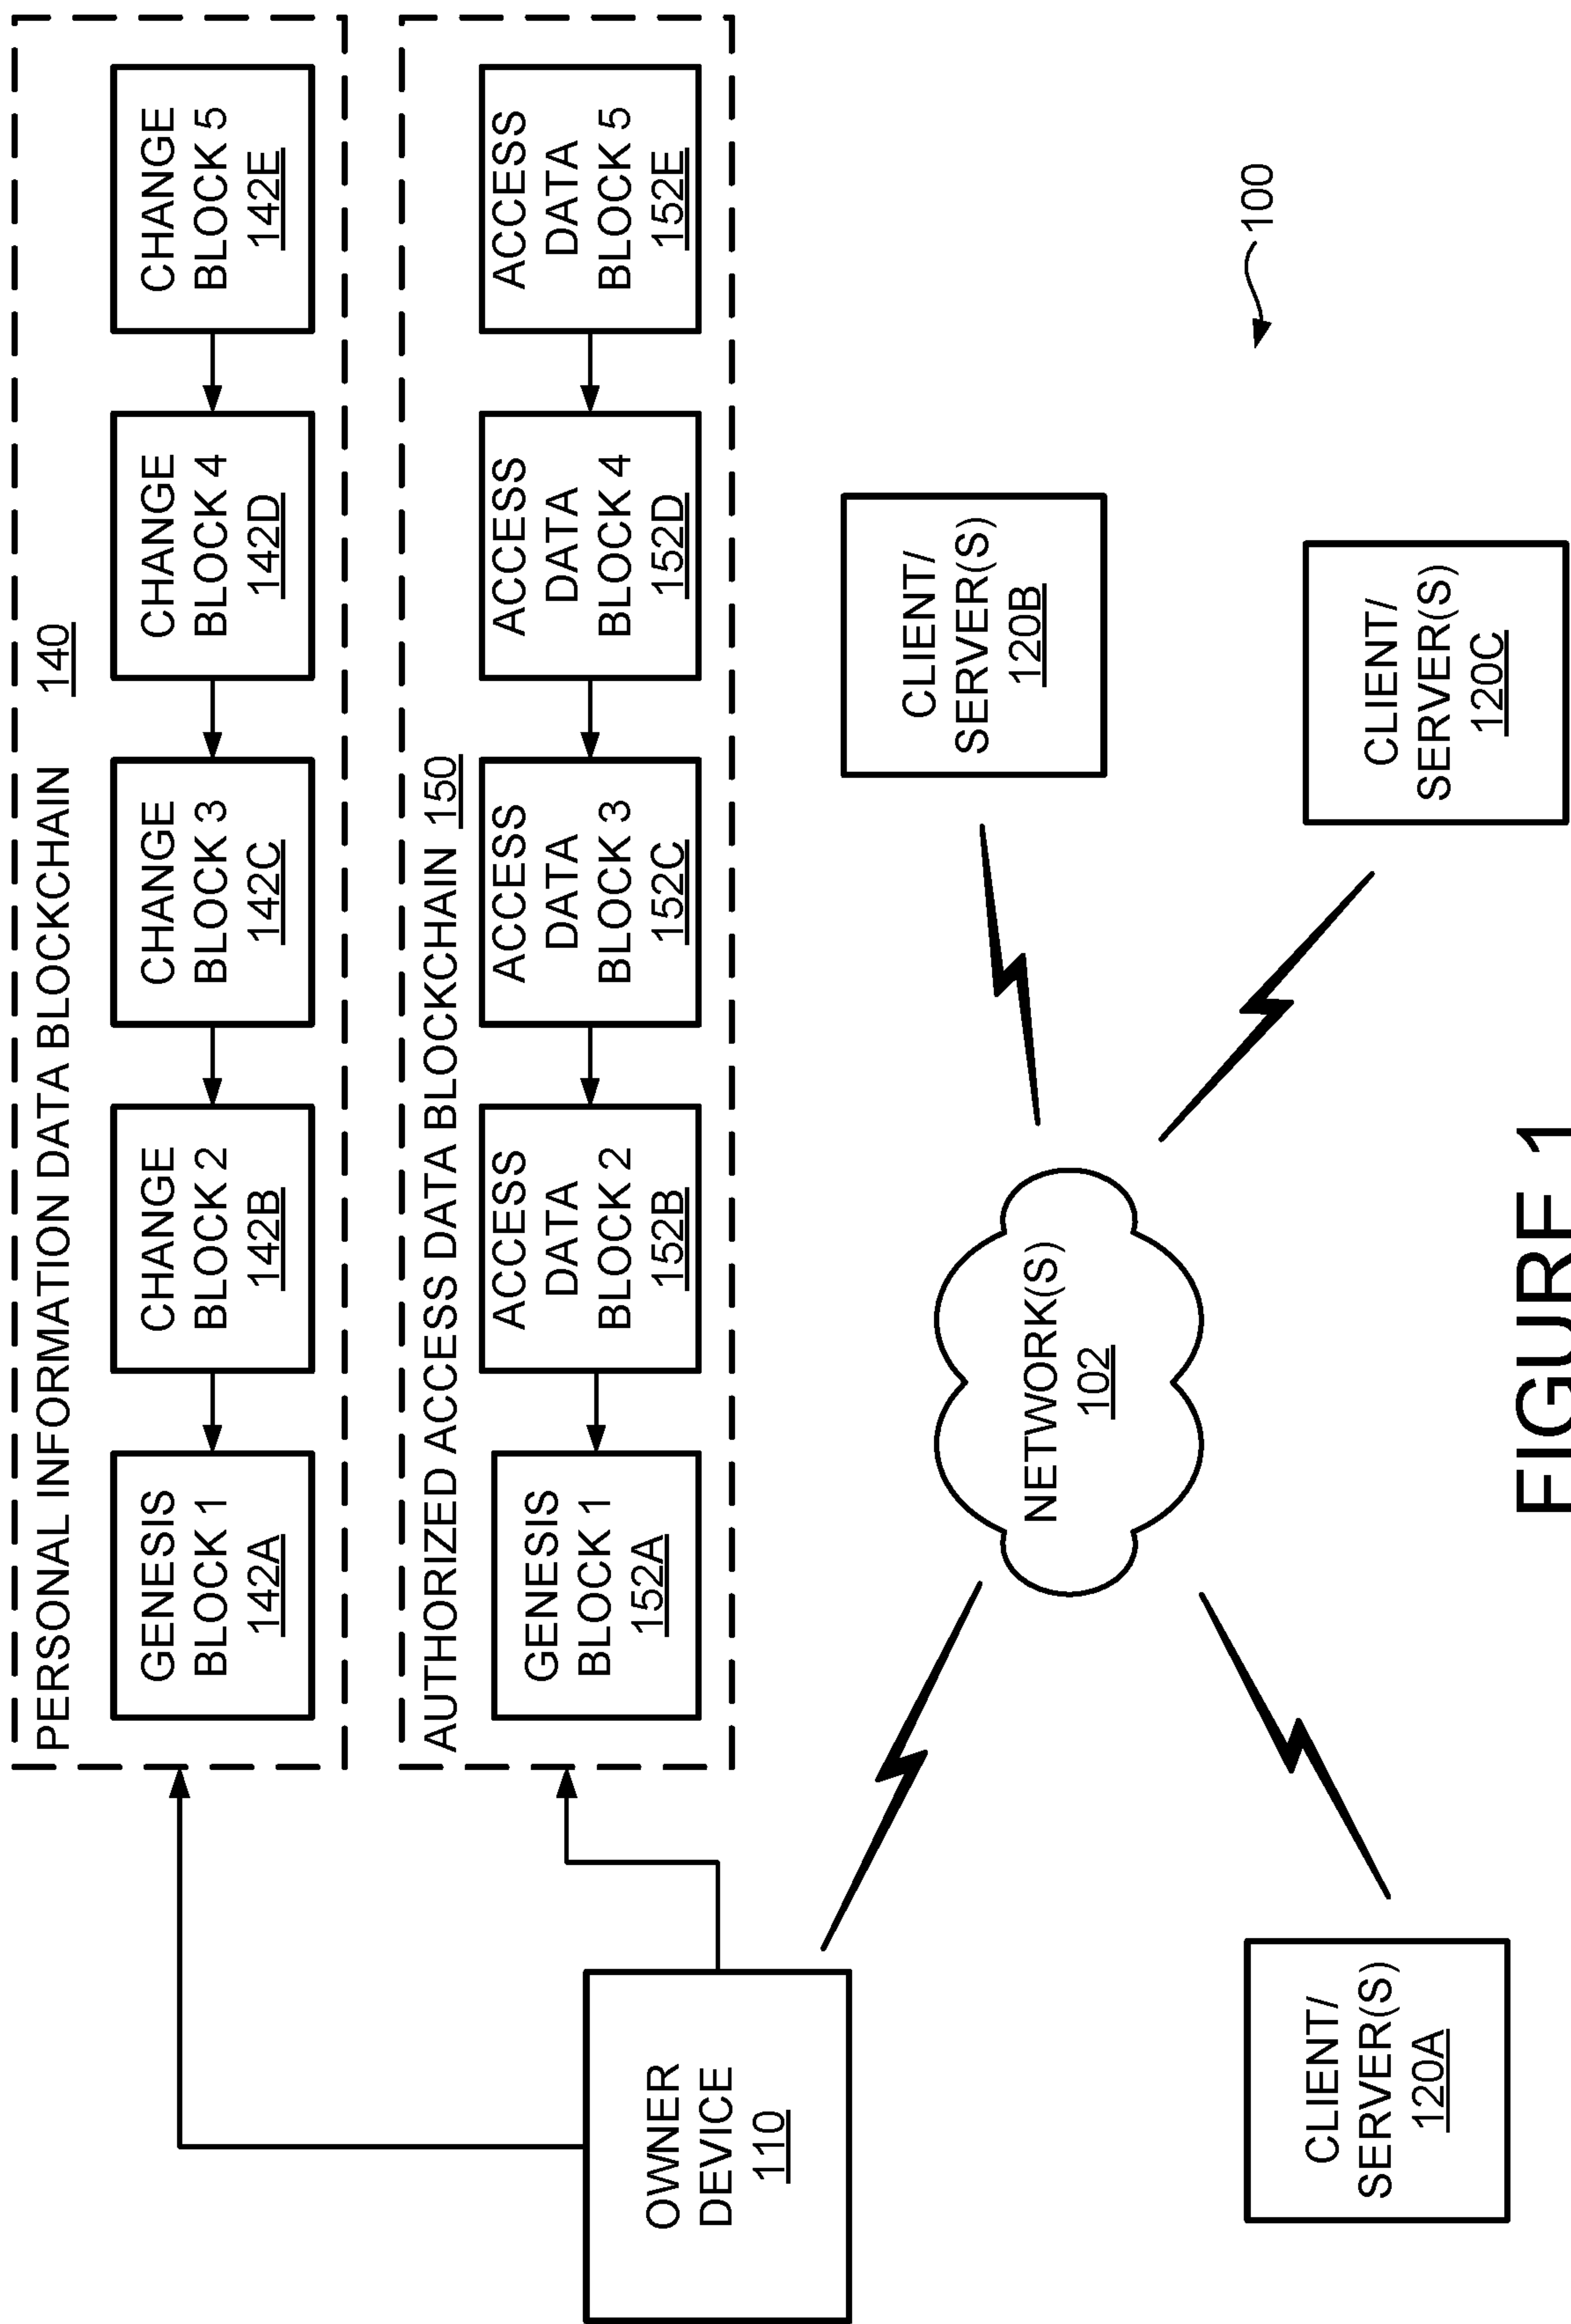 PERSONAL INFORMATION DATA BLOCKCHAIN 140
GENESIS
BLOCK 1
142A
CHANGE
BLOCK 2
142B
CHANGE
BLOCK 3
142C
CHANGE
BLOCK 4
142D
CHANGE
BLOCK 5
142E
AUTHORIZED ACCESS DATA BLOCKCHAIN 150
GENESIS
BLOCK 1
152A
ACCESS
DATA
BLOCK 2
152B
ACCESS
DATA
BLOCK 3
152C
ACCESS
DATA
BLOCK 4
152D
ACCESS
DATA
BLOCK 5
152E
OWNER
DEVICE
110
NETWORK(S)
102
CLIENT/
SERVER(S)
120B
CLIENT/
SERVER(S)
120A
CLIENT/
SERVER(S)
120C
100
FIGURE 1